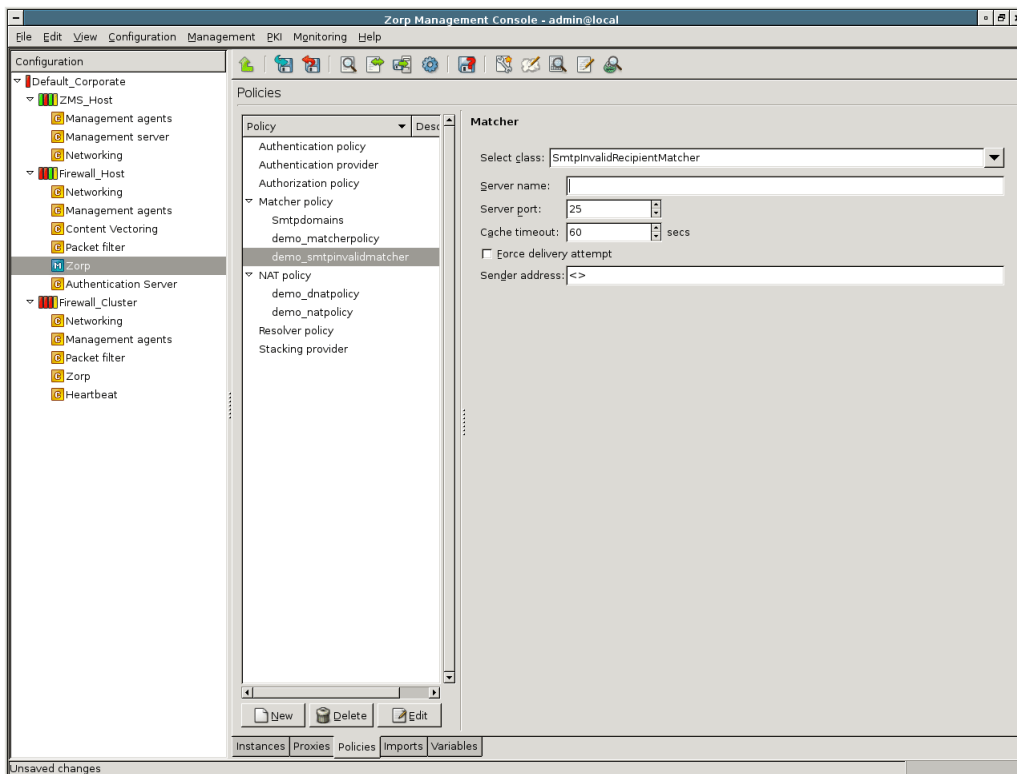 Zorp Management Console - admin@local
File Edit View Configuration Management PKI Monitoring Help
Configuration
Default_Corporate
ZMS_Host
Management agents
Management server
Networking
Firewall_Host
Networking
Management agents
Content Vectoring
Packet filter
Zorp
Authentication Server
Firewall_Cluster
Networking
Management agents
Packet filter
Zorp
Heartbeat
Policies
Policy Desc
Authentication policy
Authentication provider
Authorization policy
Matcher policy
Smtpdomains
demo_matcherpolicy
demo_smtpinvalidmatcher
NAT policy
demo_dnatpolicy
demo_natpolicy
Resolver policy
Stacking provider
New Delete Edit
Matcher
Select class: SmtpInvalidRecipientMatcher
Server name:
Server port: 25
Cache timeout: 60 secs
Force delivery attempt
Sender address: <>
Instances Proxies Policies Imports Variables
Unsaved changes